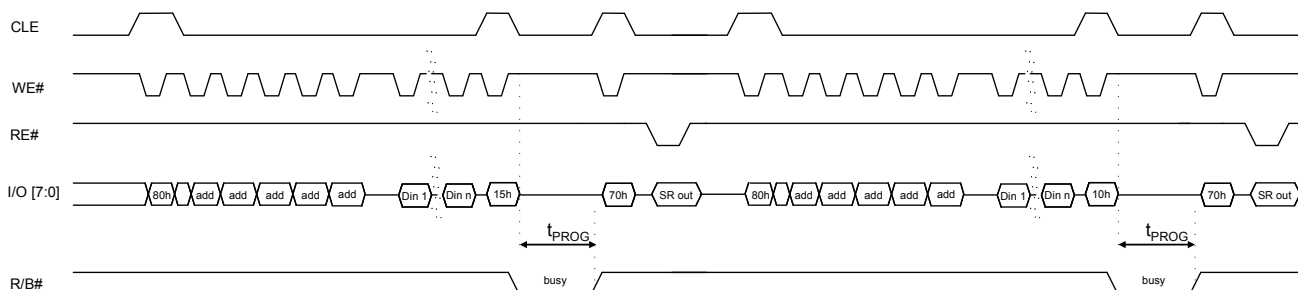 CLE
WE#
RE#
I/O [7:0] 80h add add add add add Din 1 Din n 15h 70h SR out 80h add add add add add Din 1 Din n 10h 70h SR out
tPROG tPROG
R/B# busy busy